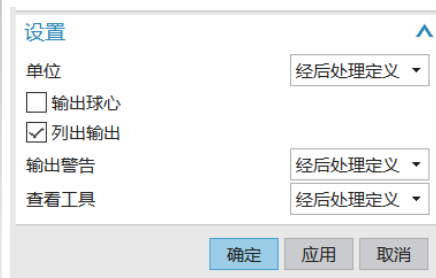 设置
单位 经后处理定义
输出球心
列出输出
输出警告 经后处理定义
查看工具 经后处理定义
确定 应用 取消